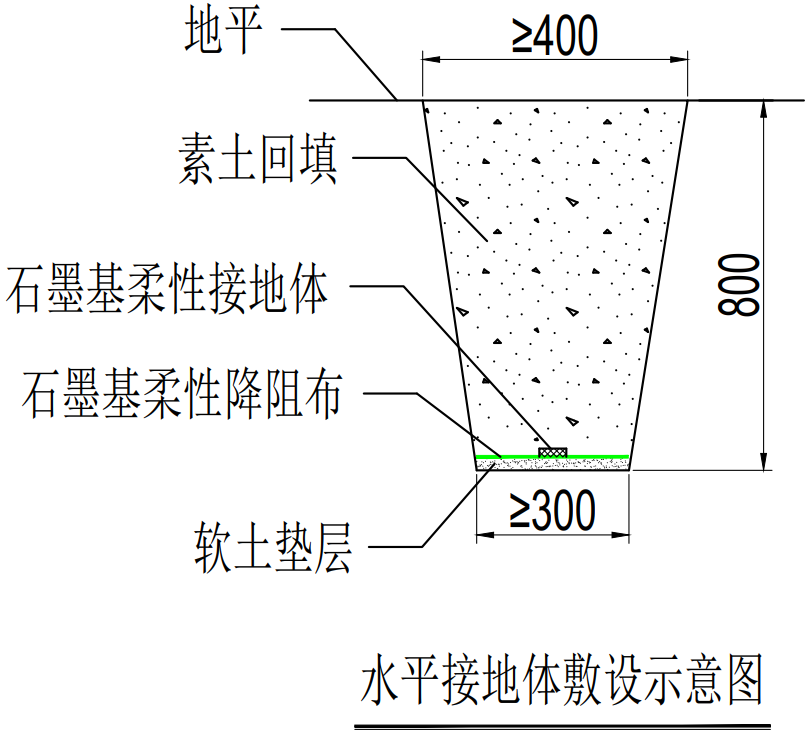 地平
≥400
素土回填
800
石墨基柔性接地体
石墨基柔性降阻布
≥300
软土垫层
水平接地体敷设示意图